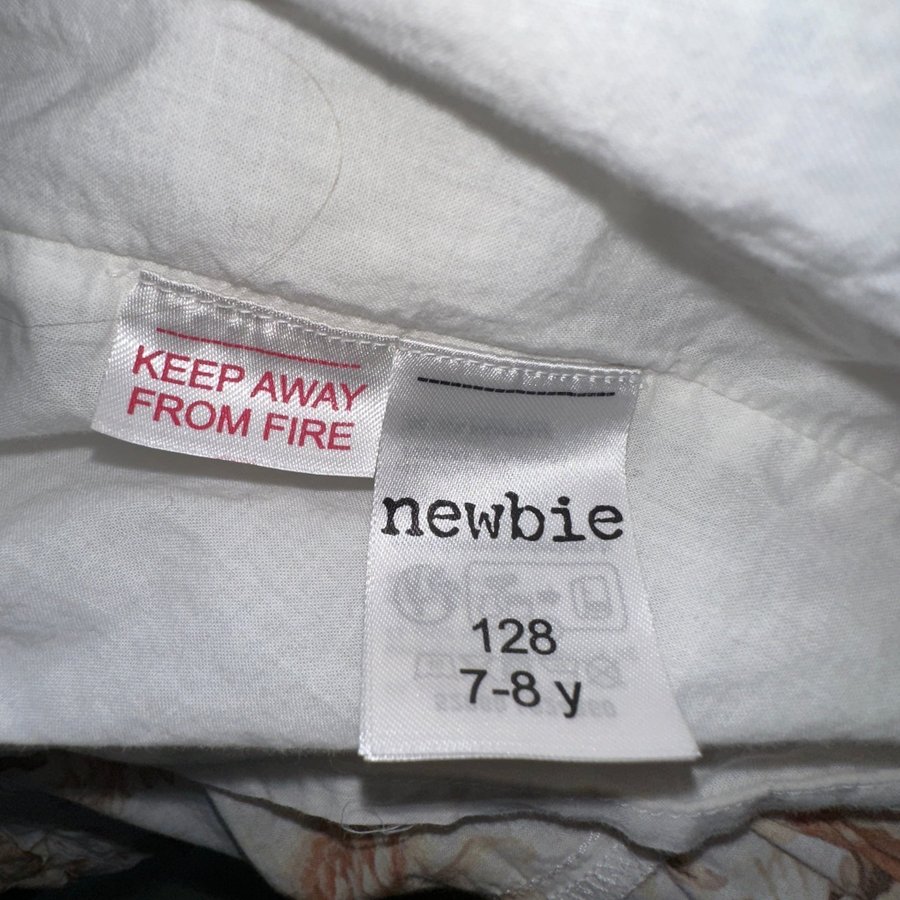 KEEP AWAY
FROM FIRE
newbie
128
7-8 y